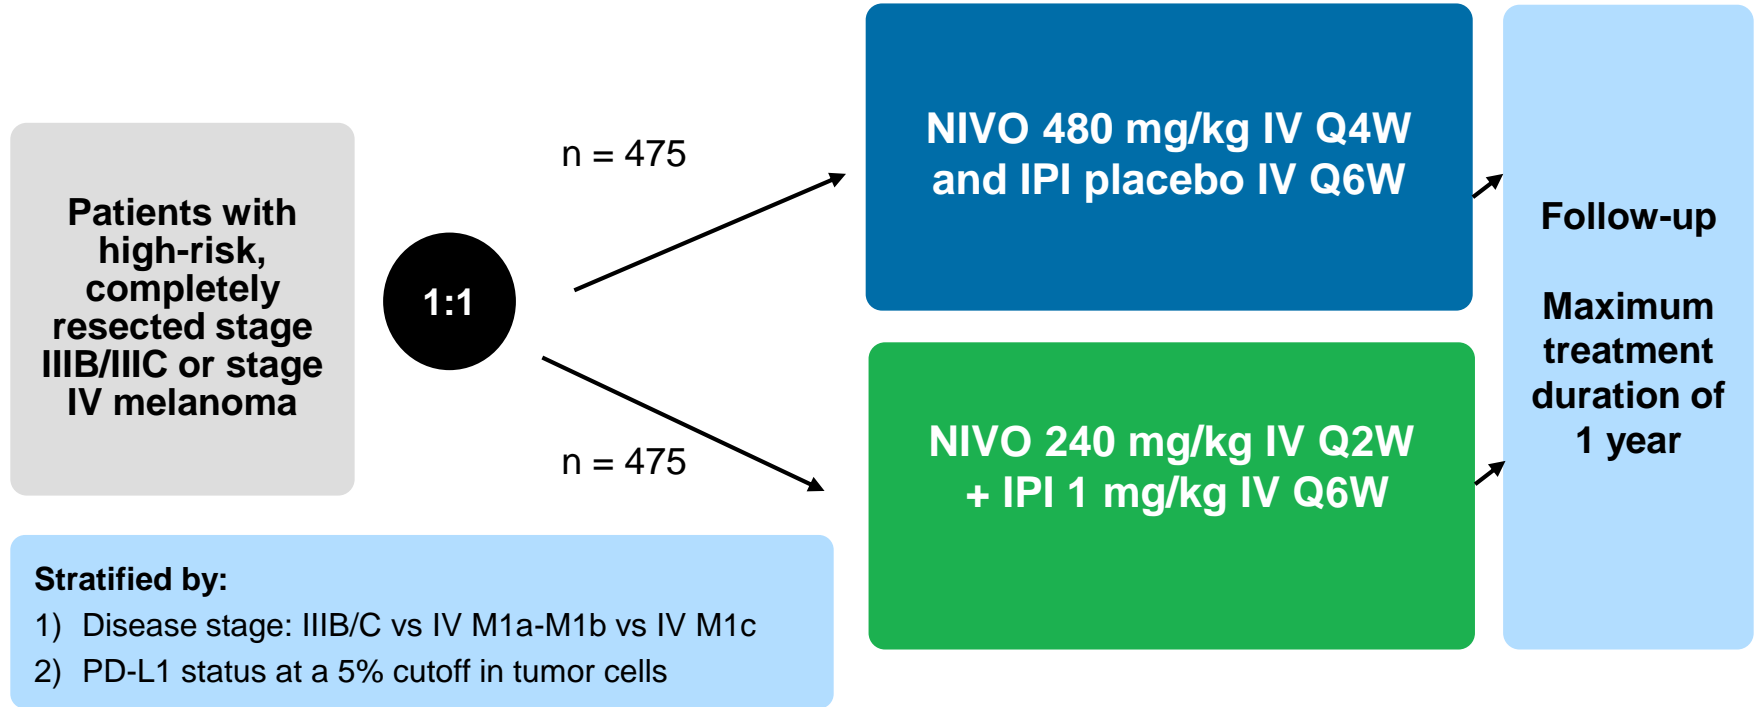 Patients with
high-risk,
completely
resected stage
IIIB/IIIC or stage
IV melanoma
1:1
n = 475
n = 475
NIVO 480 mg/kg IV Q4W
and IPI placebo IV Q6W
NIVO 240 mg/kg IV Q2W
+ IPI 1 mg/kg IV Q6W
Follow-up
Maximum
treatment
duration of
1 year
Stratified by:
1) Disease stage: IIIB/C vs IV M1a-M1b vs IV M1c
2) PD-L1 status at a 5% cutoff in tumor cells